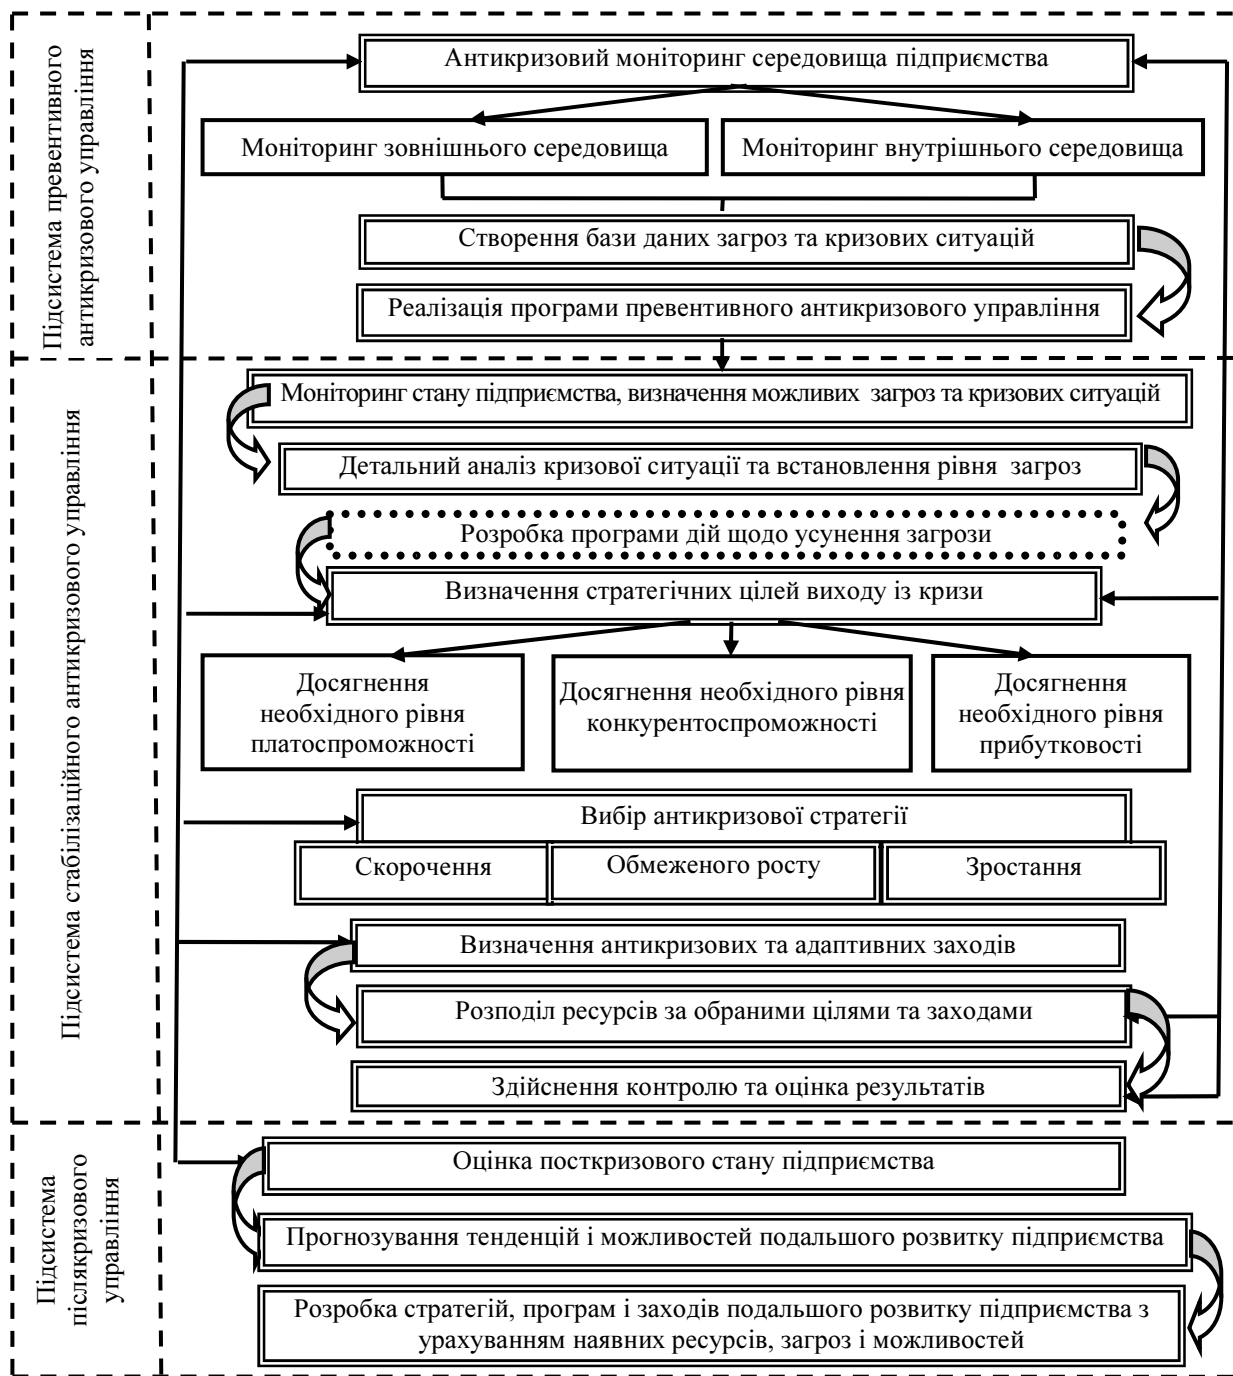 Підсистема превентивного
антикризового управління
Антикризовий моніторинг середовища підприємства
Моніторинг зовнішнього середовища
Моніторинг внутрішнього середовища
Створення бази даних загроз та кризових ситуацій
Реалізація програми превентивного антикризового управління
Підсистема стабілізаційного антикризового управління
Моніторинг стану підприємства, визначення можливих загроз та кризових ситуацій
Детальний аналіз кризової ситуації та встановлення рівня загроз
Розробка програми дій щодо усунення загрози
Визначення стратегічних цілей виходу із кризи
Досягнення
необхідного рівня
платоспроможності
Досягнення необхідного рівня
конкурентоспроможності
Досягнення
необхідного рівня
прибутковості
Вибір антикризової стратегії
Скорочення
Обмеженого росту
Зростання
Визначення антикризових та адаптивних заходів
Розподіл ресурсів за обраними цілями та заходами
Здійснення контролю та оцінка результатів
Підсистема
післякризового
управління
Оцінка посткризового стану підприємства
Прогнозування тенденцій і можливостей подальшого розвитку підприємства
Розробка стратегій, програм і заходів подальшого розвитку підприємства з
урахуванням наявних ресурсів, загроз і можливостей